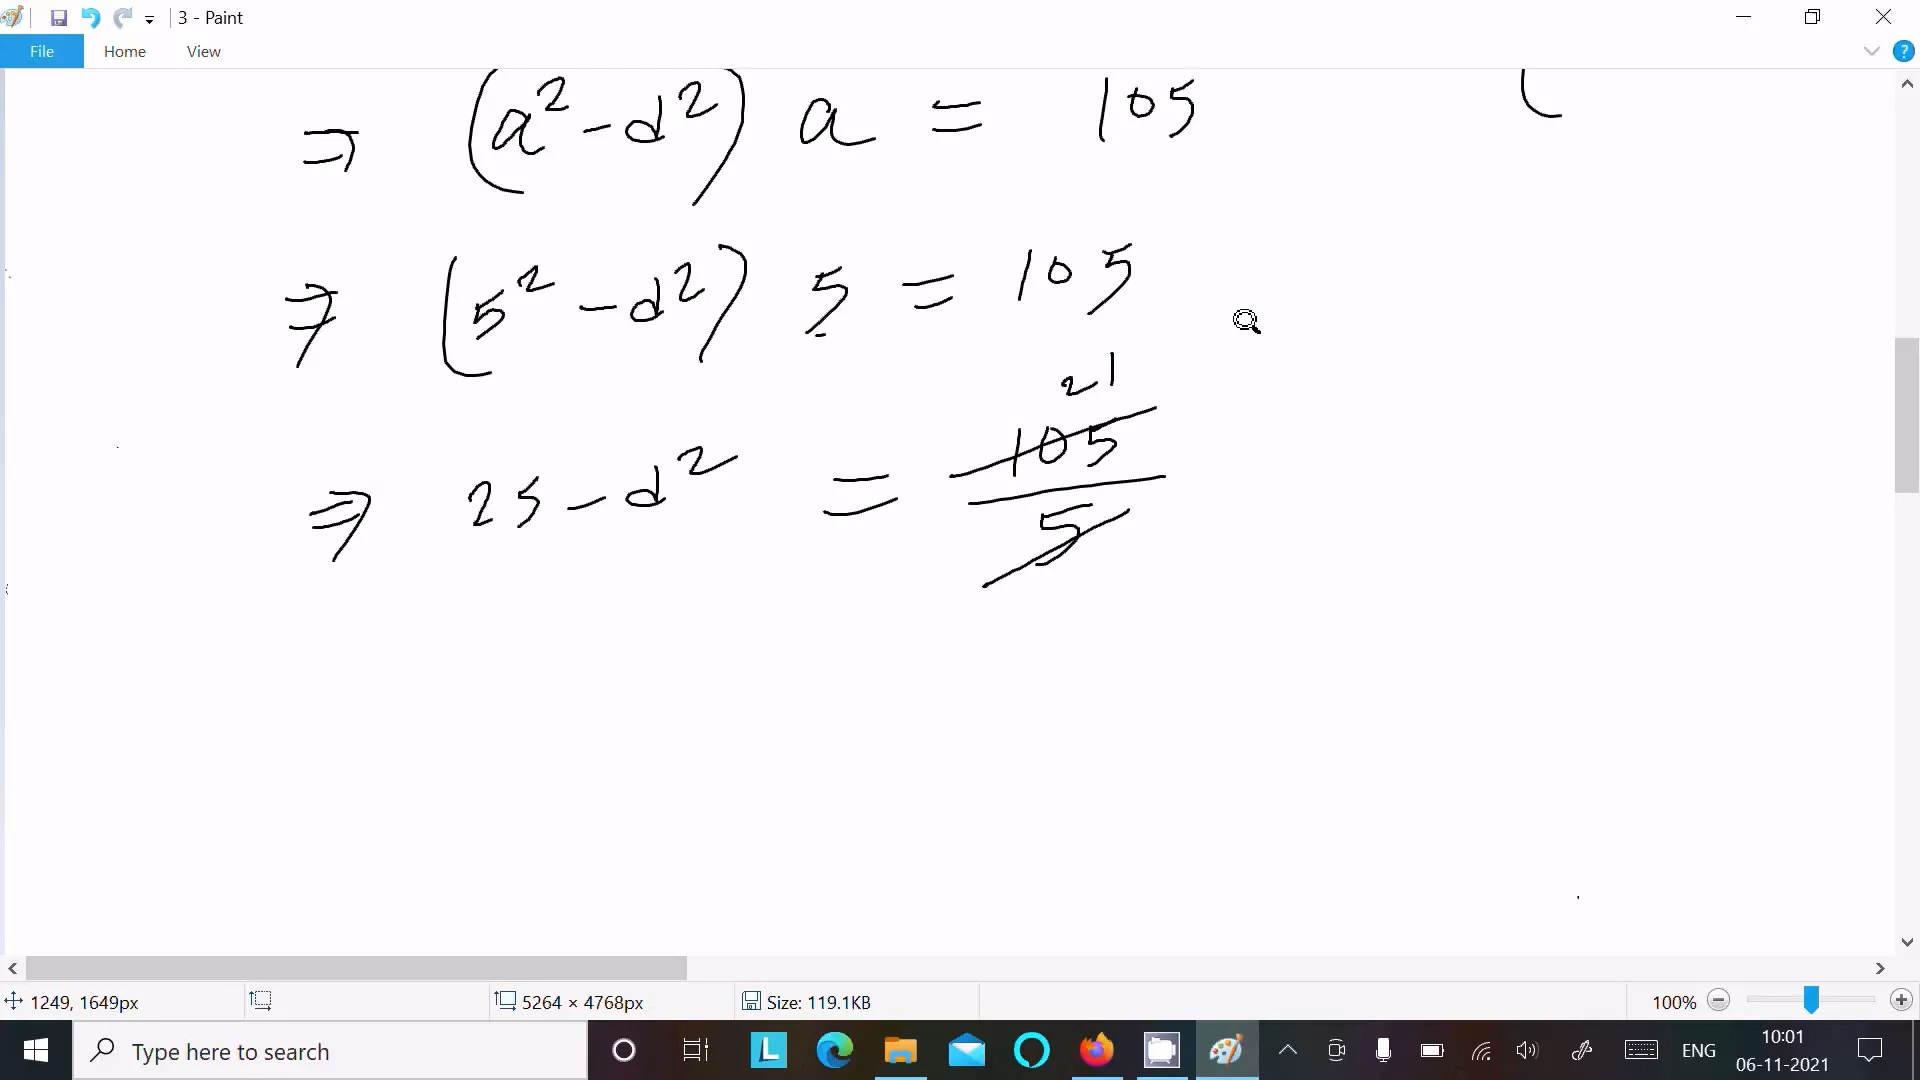 3 - Paint
File Home View
⇒ (a² - d²) a = 105
⇒ (5² - d²) 5 = 105
21
⇒ 25 - d² = 105
5
1249, 1649px 5264 × 4768px Size: 119.1KB 100%
Type here to search L ENG 10:01
06-11-2021